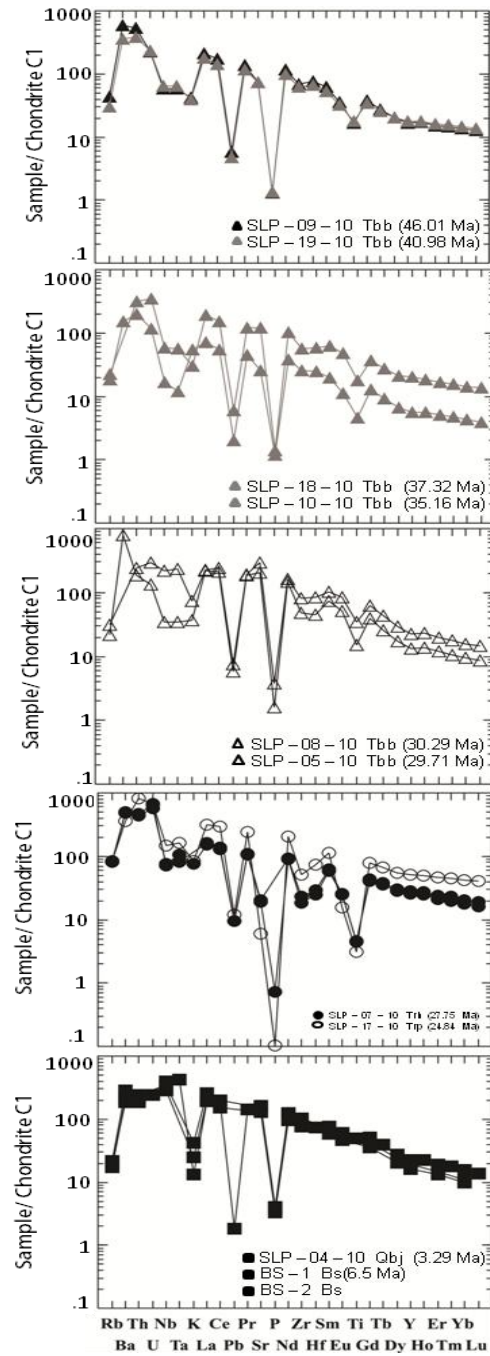 Sample/ Chondrite C1
1000
100
10
1
.1
SLP – 09 – 10 Tbb (46.01 Ma)
SLP – 19 – 10 Tbb (40.98 Ma)
Sample/ Chondrite C1
1000
100
10
1
.1
SLP – 18 – 10 Tbb (37.32 Ma)
SLP – 10 – 10 Tbb (35.16 Ma)
Sample/ Chondrite C1
1000
100
10
1
.1
SLP – 08 – 10 Tbb (30.29 Ma)
SLP – 05 – 10 Tbb (29.71 Ma)
Sample/ Chondrite C1
1000
100
10
1
.1
SLP – 07 – 10 (27.75 Ma)
SLP – 17 – 10 Trp Ma)
Sample/ Chondrite C1
1000
100
10
1
.1
SLP – 04 – 10 Qbj (3.29 Ma)
BS – 1 Bs(6.5 Ma)
BS – 2 Bs
Rb Th Nb K Ce Pr P Zr Sm Ti Tb Y Er Yb
Ba U Ta La Pb Sr Nd Hf Eu Gd Dy Ho Tm Lu